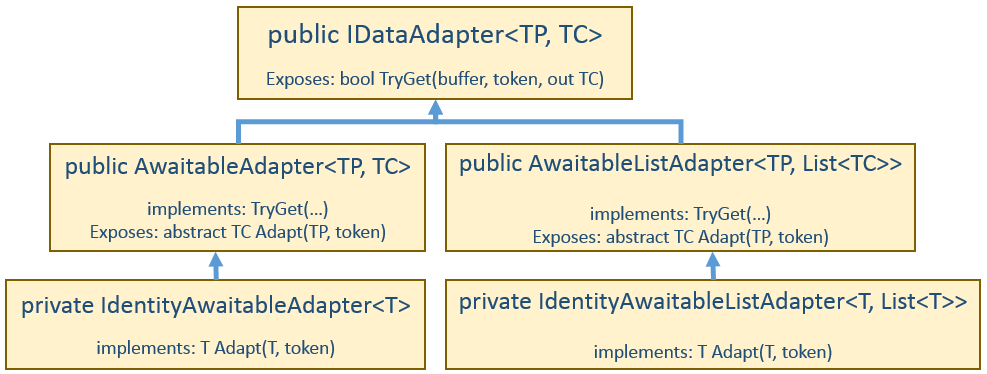 public IDataAdapter<TP, TC>
Exposes: bool TryGet(buffer, token, out TC)
public AwaitableAdapter<TP, TC>
implements: TryGet(...)
Exposes: abstract TC Adapt(TP, token)
public AwaitableListAdapter<TP, List<TC>>
implements: TryGet(...)
Exposes: abstract TC Adapt(TP, token)
private IdentityAwaitableAdapter<T>
implements: T Adapt(T, token)
private IdentityAwaitableListAdapter<T, List<T>>
implements: T Adapt(T, token)